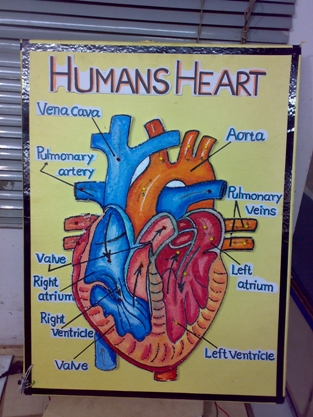 HUMANS HEART
Vena Cava
Aorta
Pulmonary
artery
Pulmonary
Veins
Valve
Right
atrium
Left
atrium
Right
Ventricle
Valve
Left Ventricle